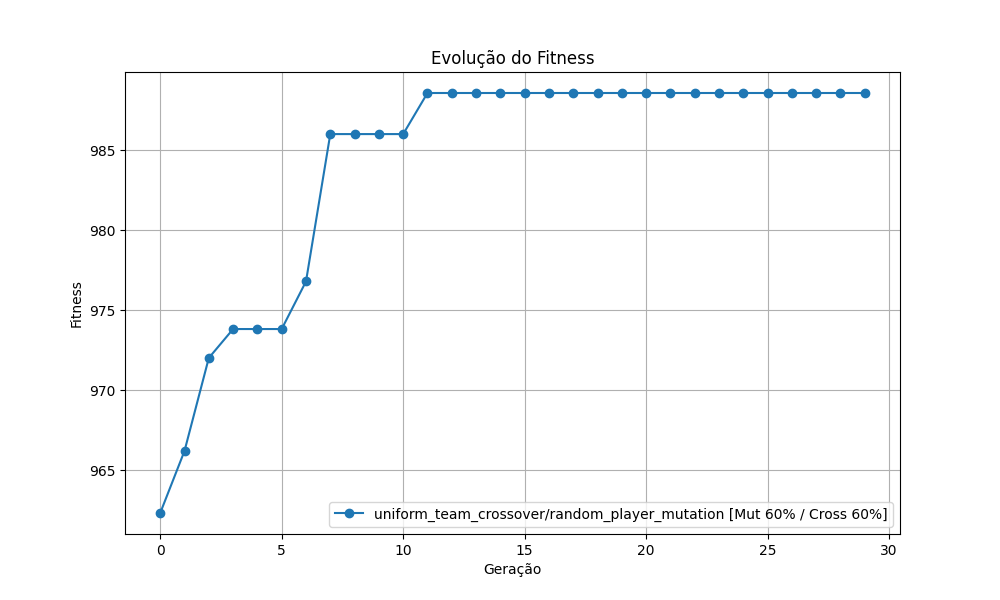 Evolução do Fitness
Fitness
985
980
975
970
965
uniform_team_crossover/random_player_mutation [Mut 60% / Cross 60%]
0 5 10 15 20 25 30
Geração